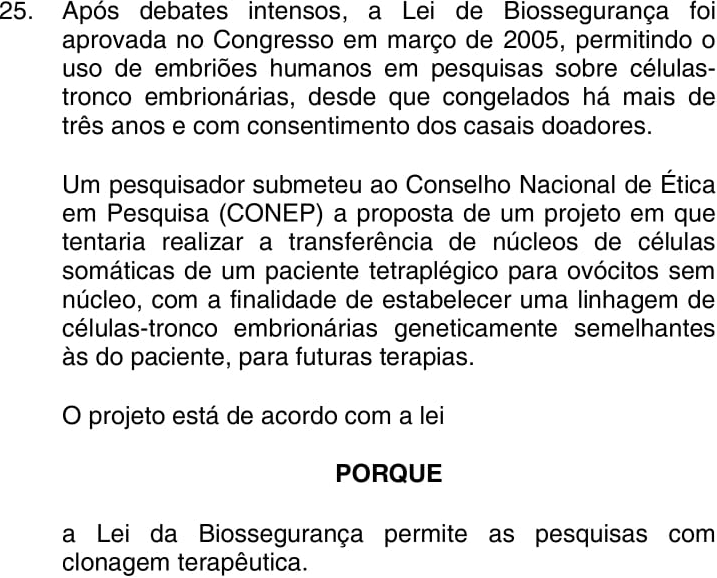 25. Após debates intensos, a Lei de Biossegurança foi
aprovada no Congresso em março de 2005, permitindo o
uso de embriões humanos em pesquisas sobre células-
tronco embrionárias, desde que congelados há mais de
três anos e com consentimento dos casais doadores.
Um pesquisador submeteu ao Conselho Nacional de Ética
em Pesquisa (CONEP) a proposta de um projeto em que
tentaria realizar a transferência de núcleos de células
somáticas de um paciente tetraplégico para ovócitos sem
núcleo, com a finalidade de estabelecer uma linhagem de
células-tronco embrionárias geneticamente semelhantes
às do paciente, para futuras terapias.
O projeto está de acordo com a lei
PORQUE
a Lei da Biossegurança permite as pesquisas com
clonagem terapêutica.